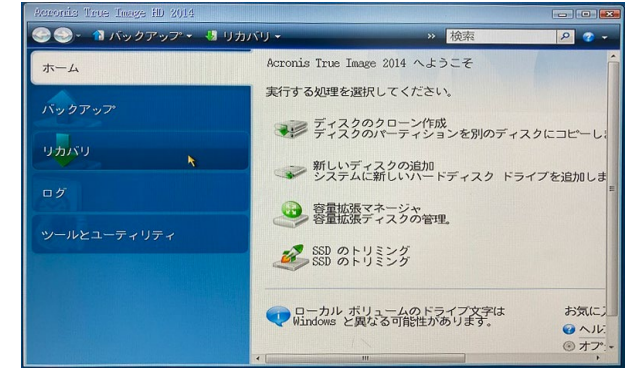 Acronis True Image HD 2014
バックアップ
リカバリ
»
検索
ホーム
バックアップ
リカバリ
ログ
ツールとユーティリティ
Acronis True Image 2014 へようこそ
実行する処理を選択してください。
ディスクのクローン作成
ディスクのパーティションを別のディスクにコピーし
新しいディスクの追加
システムに新しいハードディスク ドライブを追加しま
容量拡張マネージャ
容量拡張ディスクの管理。
SSD のトリミング
SSD のトリミング
ローカル ボリュームのドライブ文字は
Windows と異なる可能性があります。
お気に
ヘル
オプ